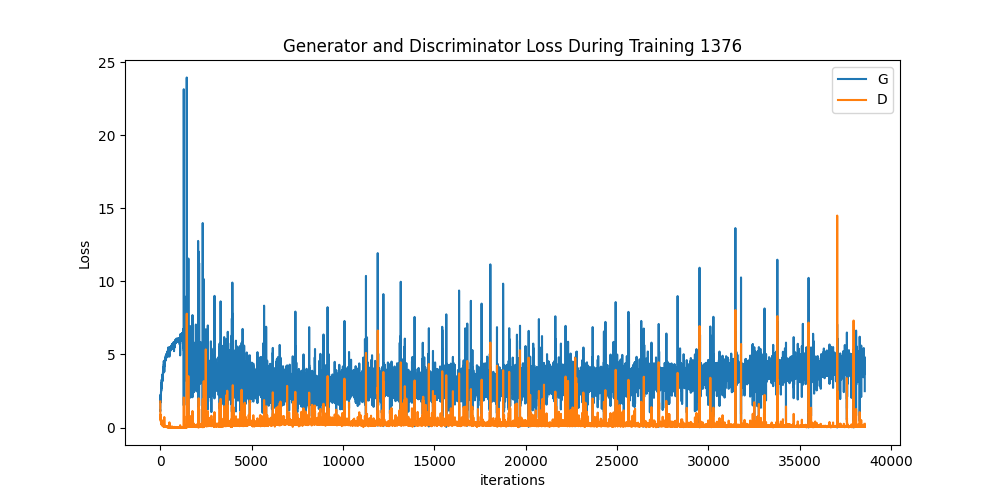 Generator and Discriminator Loss During Training 1376
25
20
15
10
5
0
Loss
G
D
0 5000 10000 15000 20000 25000 30000 35000 40000
iterations